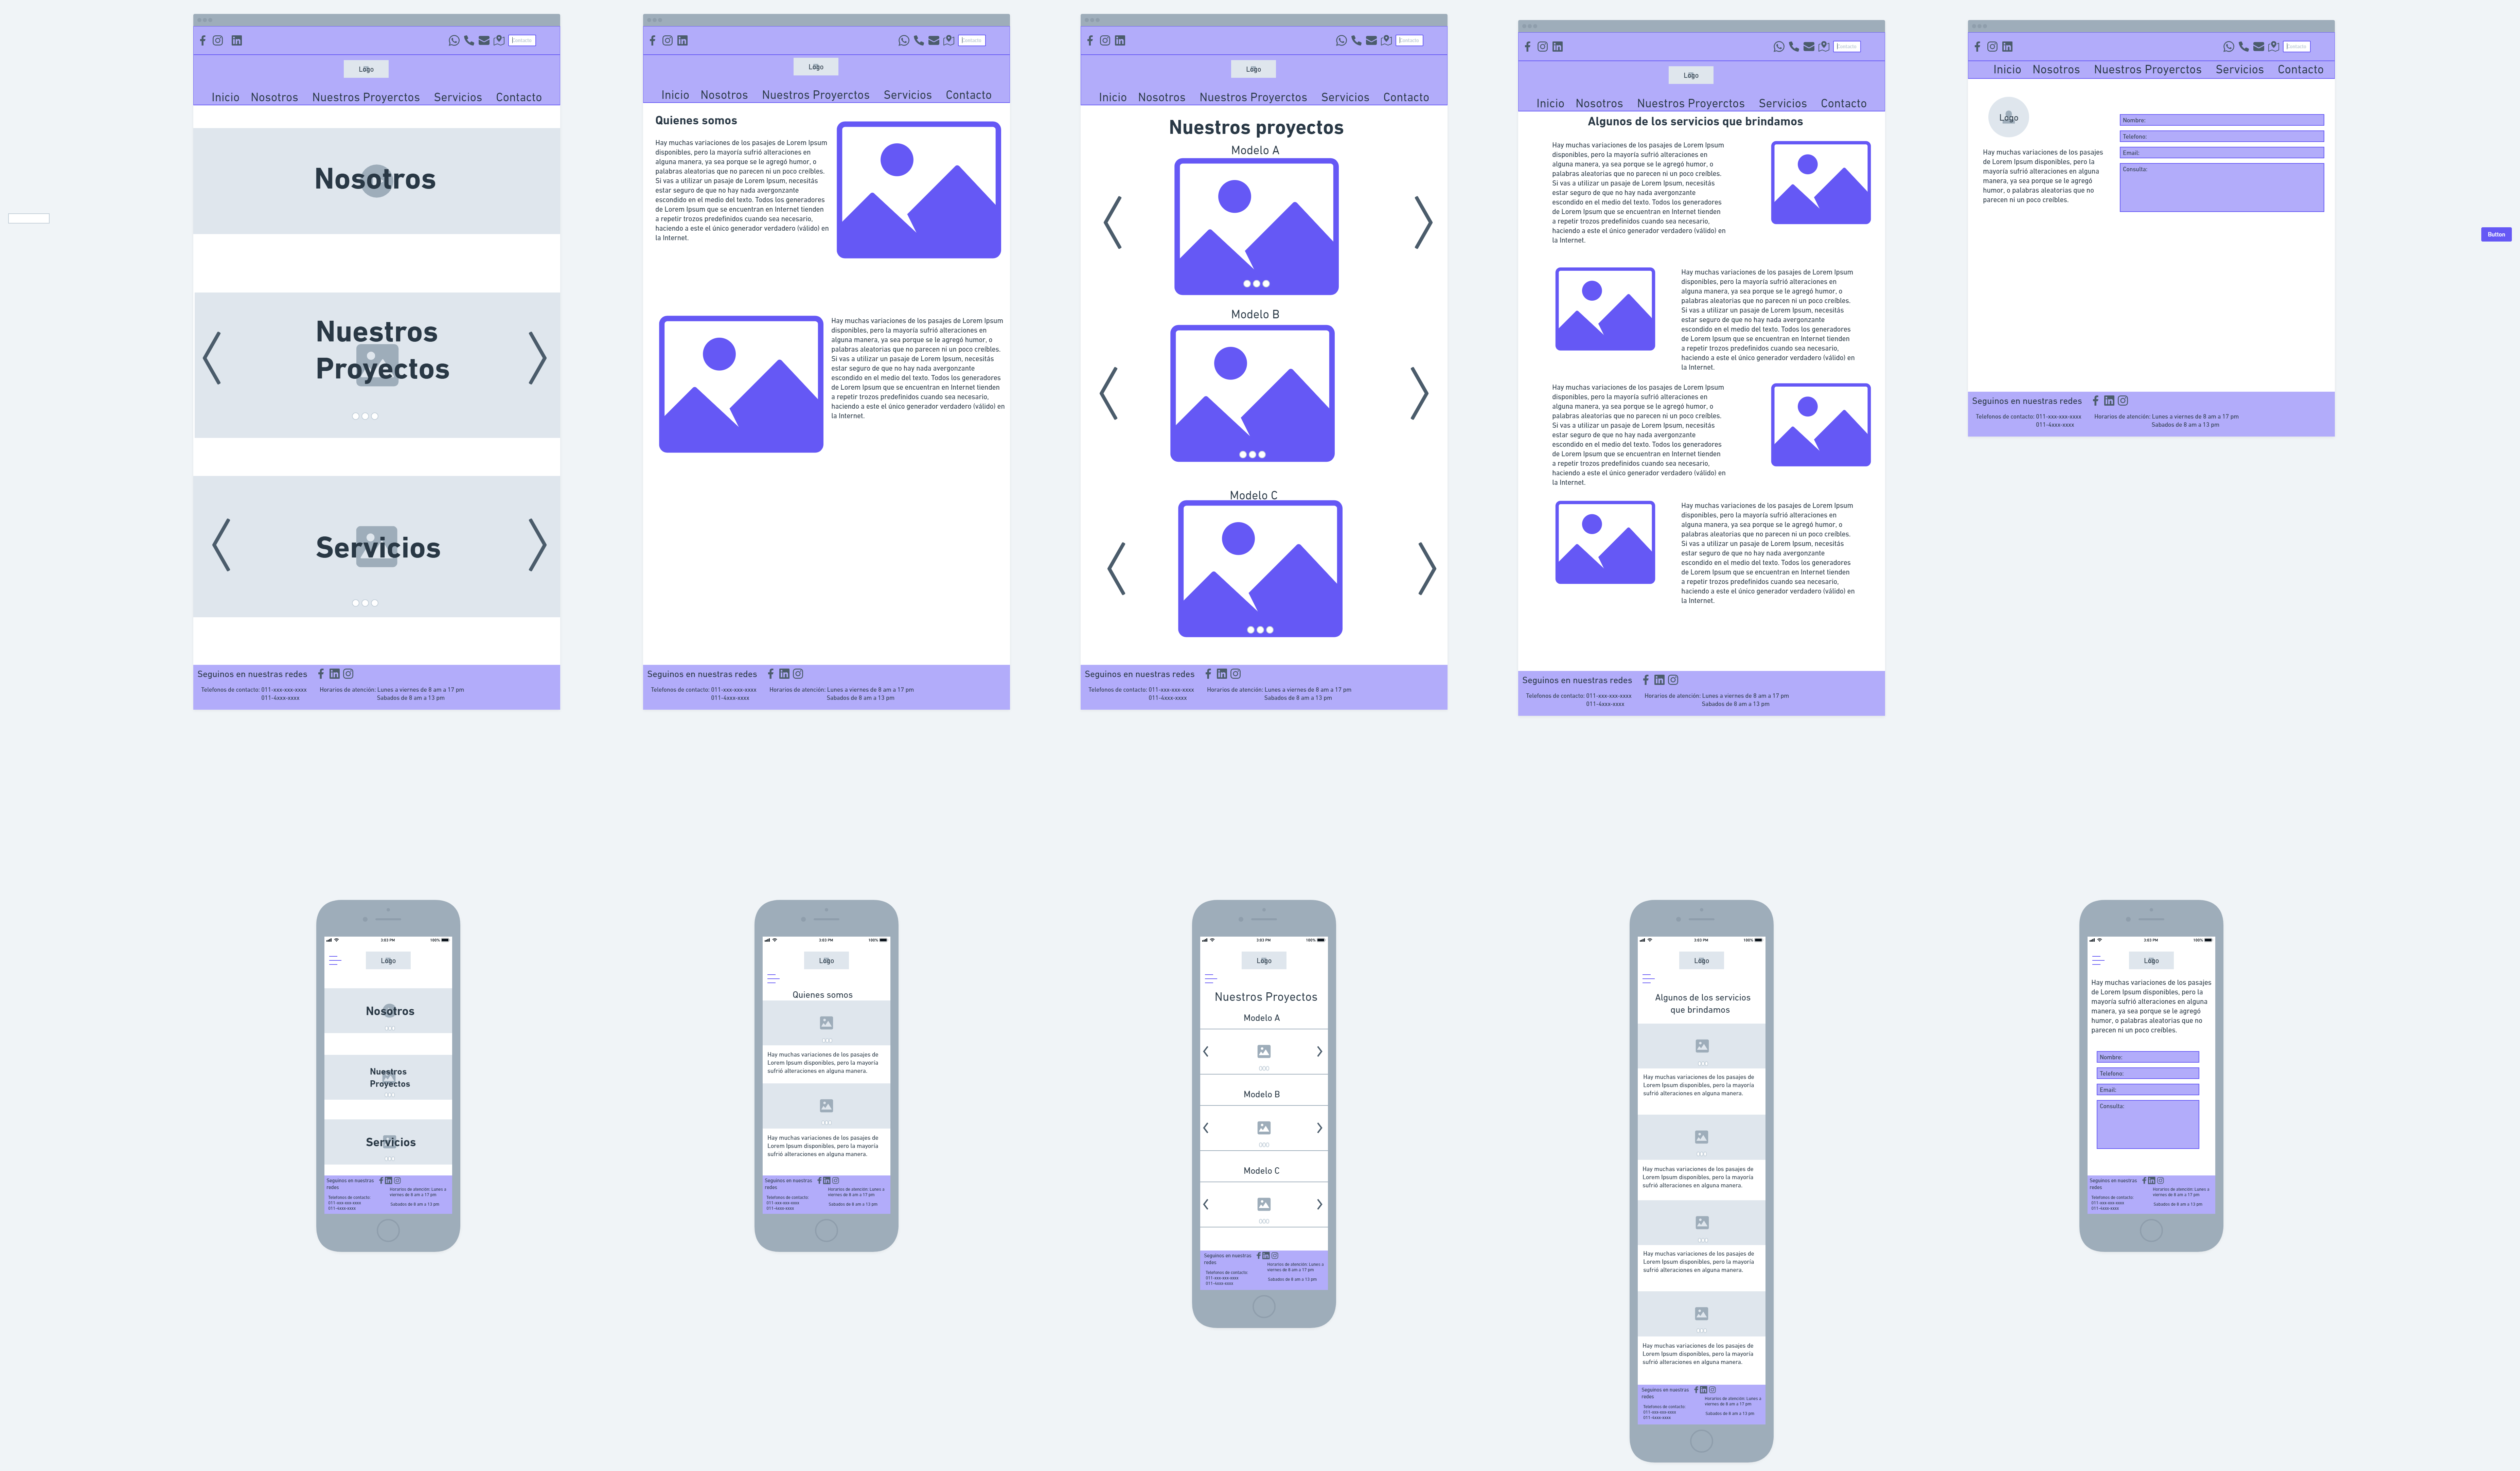 Contacto
Logo
Inicio Nosotros Nuestros Proyerctos Servicios Contacto
Nosotros
Nuestros
Proyectos
Servicios
Seguinos en nuestras redes
Telefonos de contacto: 011-xxx-xxx-xxxx Horarios de atención: Lunes a viernes de 8 am a 17 pm
011-4xxx-xxxx Sabados de 8 am a 13 pm
Contacto
Logo
Inicio Nosotros Nuestros Proyerctos Servicios Contacto
Quienes somos
Hay muchas variaciones de los pasajes de Lorem Ipsum
disponibles, pero la mayoría sufrió alteraciones en
alguna manera, ya sea porque se le agregó humor, o
palabras aleatorias que no parecen ni un poco creíbles.
Si vas a utilizar un pasaje de Lorem Ipsum, necesitás
estar seguro de que no hay nada avergonzante
escondido en el medio del texto. Todos los generadores
de Lorem Ipsum que se encuentran en Internet tienden
a repetir trozos predefinidos cuando sea necesario,
haciendo a este el único generador verdadero (válido) en
la Internet.
Hay muchas variaciones de los pasajes de Lorem Ipsum
disponibles, pero la mayoría sufrió alteraciones en
alguna manera, ya sea porque se le agregó humor, o
palabras aleatorias que no parecen ni un poco creíbles.
Si vas a utilizar un pasaje de Lorem Ipsum, necesitás
estar seguro de que no hay nada avergonzante
escondido en el medio del texto. Todos los generadores
de Lorem Ipsum que se encuentran en Internet tienden
a repetir trozos predefinidos cuando sea necesario,
haciendo a este el único generador verdadero (válido) en
la Internet.
Seguinos en nuestras redes
Telefonos de contacto: 011-xxx-xxx-xxxx Horarios de atención: Lunes a viernes de 8 am a 17 pm
011-4xxx-xxxx Sabados de 8 am a 13 pm
Contacto
Logo
Inicio Nosotros Nuestros Proyerctos Servicios Contacto
Nuestros proyectos
Modelo A
Modelo B
Modelo C
Seguinos en nuestras redes
Telefonos de contacto: 011-xxx-xxx-xxxx Horarios de atención: Lunes a viernes de 8 am a 17 pm
011-4xxx-xxxx Sabados de 8 am a 13 pm
Contacto
Logo
Inicio Nosotros Nuestros Proyerctos Servicios Contacto
Algunos de los servicios que brindamos
Hay muchas variaciones de los pasajes de Lorem Ipsum
disponibles, pero la mayoría sufrió alteraciones en
alguna manera, ya sea porque se le agregó humor, o
palabras aleatorias que no parecen ni un poco creíbles.
Si vas a utilizar un pasaje de Lorem Ipsum, necesitás
estar seguro de que no hay nada avergonzante
escondido en el medio del texto. Todos los generadores
de Lorem Ipsum que se encuentran en Internet tienden
a repetir trozos predefinidos cuando sea necesario,
haciendo a este el único generador verdadero (válido) en
la Internet.
Hay muchas variaciones de los pasajes de Lorem Ipsum
disponibles, pero la mayoría sufrió alteraciones en
alguna manera, ya sea porque se le agregó humor, o
palabras aleatorias que no parecen ni un poco creíbles.
Si vas a utilizar un pasaje de Lorem Ipsum, necesitás
estar seguro de que no hay nada avergonzante
escondido en el medio del texto. Todos los generadores
de Lorem Ipsum que se encuentran en Internet tienden
a repetir trozos predefinidos cuando sea necesario,
haciendo a este el único generador verdadero (válido) en
la Internet.
Hay muchas variaciones de los pasajes de Lorem Ipsum
disponibles, pero la mayoría sufrió alteraciones en
alguna manera, ya sea porque se le agregó humor, o
palabras aleatorias que no parecen ni un poco creíbles.
Si vas a utilizar un pasaje de Lorem Ipsum, necesitás
estar seguro de que no hay nada avergonzante
escondido en el medio del texto. Todos los generadores
de Lorem Ipsum que se encuentran en Internet tienden
a repetir trozos predefinidos cuando sea necesario,
haciendo a este el único generador verdadero (válido) en
la Internet.
Hay muchas variaciones de los pasajes de Lorem Ipsum
disponibles, pero la mayoría sufrió alteraciones en
alguna manera, ya sea porque se le agregó humor, o
palabras aleatorias que no parecen ni un poco creíbles.
Si vas a utilizar un pasaje de Lorem Ipsum, necesitás
estar seguro de que no hay nada avergonzante
escondido en el medio del texto. Todos los generadores
de Lorem Ipsum que se encuentran en Internet tienden
a repetir trozos predefinidos cuando sea necesario,
haciendo a este el único generador verdadero (válido) en
la Internet.
Seguinos en nuestras redes
Telefonos de contacto: 011-xxx-xxx-xxxx Horarios de atención: Lunes a viernes de 8 am a 17 pm
011-4xxx-xxxx Sabados de 8 am a 13 pm
Contacto
Inicio Nosotros Nuestros Proyerctos Servicios Contacto
Logo
Hay muchas variaciones de los pasajes
de Lorem Ipsum disponibles, pero la
mayoría sufrió alteraciones en alguna
manera, ya sea porque se le agregó
humor, o palabras aleatorias que no
parecen ni un poco creíbles.
Nombre:
Telefono:
Email:
Consulta:
Seguinos en nuestras redes
Telefonos de contacto: 011-xxx-xxx-xxxx Horarios de atención: Lunes a viernes de 8 am a 17 pm
011-4xxx-xxxx Sabados de 8 am a 13 pm
Button
3:03 PM 100%
Logo
Nosotros
Nuestros
Proyectos
Servicios
Seguinos en nuestras
redes
Telefonos de contacto:
011-xxx-xxx-xxxx
011-4xxx-xxxx
Horarios de atención: Lunes a
viernes de 8 am a 17 pm
Sabados de 8 am a 13 pm
3:03 PM 100%
Logo
Quienes somos
Hay muchas variaciones de los pasajes de
Lorem Ipsum disponibles, pero la mayoría
sufrió alteraciones en alguna manera.
Hay muchas variaciones de los pasajes de
Lorem Ipsum disponibles, pero la mayoría
sufrió alteraciones en alguna manera.
Seguinos en nuestras
redes
Telefonos de contacto:
011-xxx-xxx-xxxx
011-4xxx-xxxx
Horarios de atención: Lunes a
viernes de 8 am a 17 pm
Sabados de 8 am a 13 pm
3:03 PM 100%
Logo
Nuestros Proyectos
Modelo A
Modelo B
Modelo C
Seguinos en nuestras
redes
Telefonos de contacto:
011-xxx-xxx-xxxx
011-4xxx-xxxx
Horarios de atención: Lunes a
viernes de 8 am a 17 pm
Sabados de 8 am a 13 pm
3:03 PM 100%
Logo
Algunos de los servicios
que brindamos
Hay muchas variaciones de los pasajes de
Lorem Ipsum disponibles, pero la mayoría
sufrió alteraciones en alguna manera.
Hay muchas variaciones de los pasajes de
Lorem Ipsum disponibles, pero la mayoría
sufrió alteraciones en alguna manera.
Hay muchas variaciones de los pasajes de
Lorem Ipsum disponibles, pero la mayoría
sufrió alteraciones en alguna manera.
Hay muchas variaciones de los pasajes de
Lorem Ipsum disponibles, pero la mayoría
sufrió alteraciones en alguna manera.
Seguinos en nuestras
redes
Telefonos de contacto:
011-xxx-xxx-xxxx
011-4xxx-xxxx
Horarios de atención: Lunes a
viernes de 8 am a 17 pm
Sabados de 8 am a 13 pm
3:03 PM 100%
Logo
Hay muchas variaciones de los pasajes
de Lorem Ipsum disponibles, pero la
mayoría sufrió alteraciones en alguna
manera, ya sea porque se le agregó
humor, o palabras aleatorias que no
parecen ni un poco creíbles.
Nombre:
Telefono:
Email:
Consulta:
Seguinos en nuestras
redes
Telefonos de contacto:
011-xxx-xxx-xxxx
011-4xxx-xxxx
Horarios de atención: Lunes a
viernes de 8 am a 17 pm
Sabados de 8 am a 13 pm